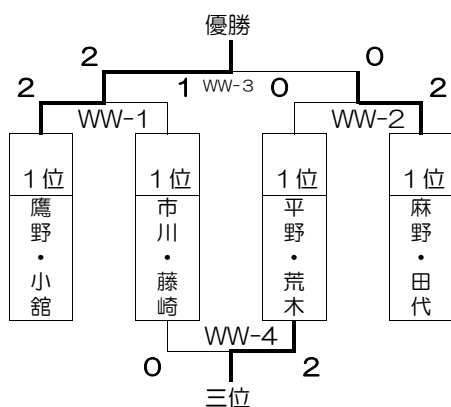 優勝
2 0
2 1 WW-3 0 2
WW-1 WW-2
1位 1位 1位 1位
鷹野・小舘
市川・藤崎
平野・荒木
麻野・田代
WW-4
0 2
三位